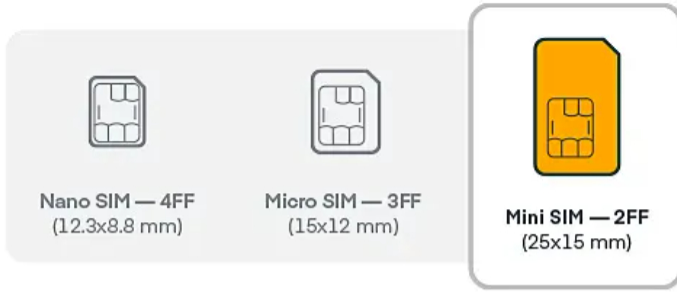 Nano SIM — 4FF
(12.3x8.8 mm)
Micro SIM — 3FF
(15x12 mm)
Mini SIM — 2FF
(25x15 mm)